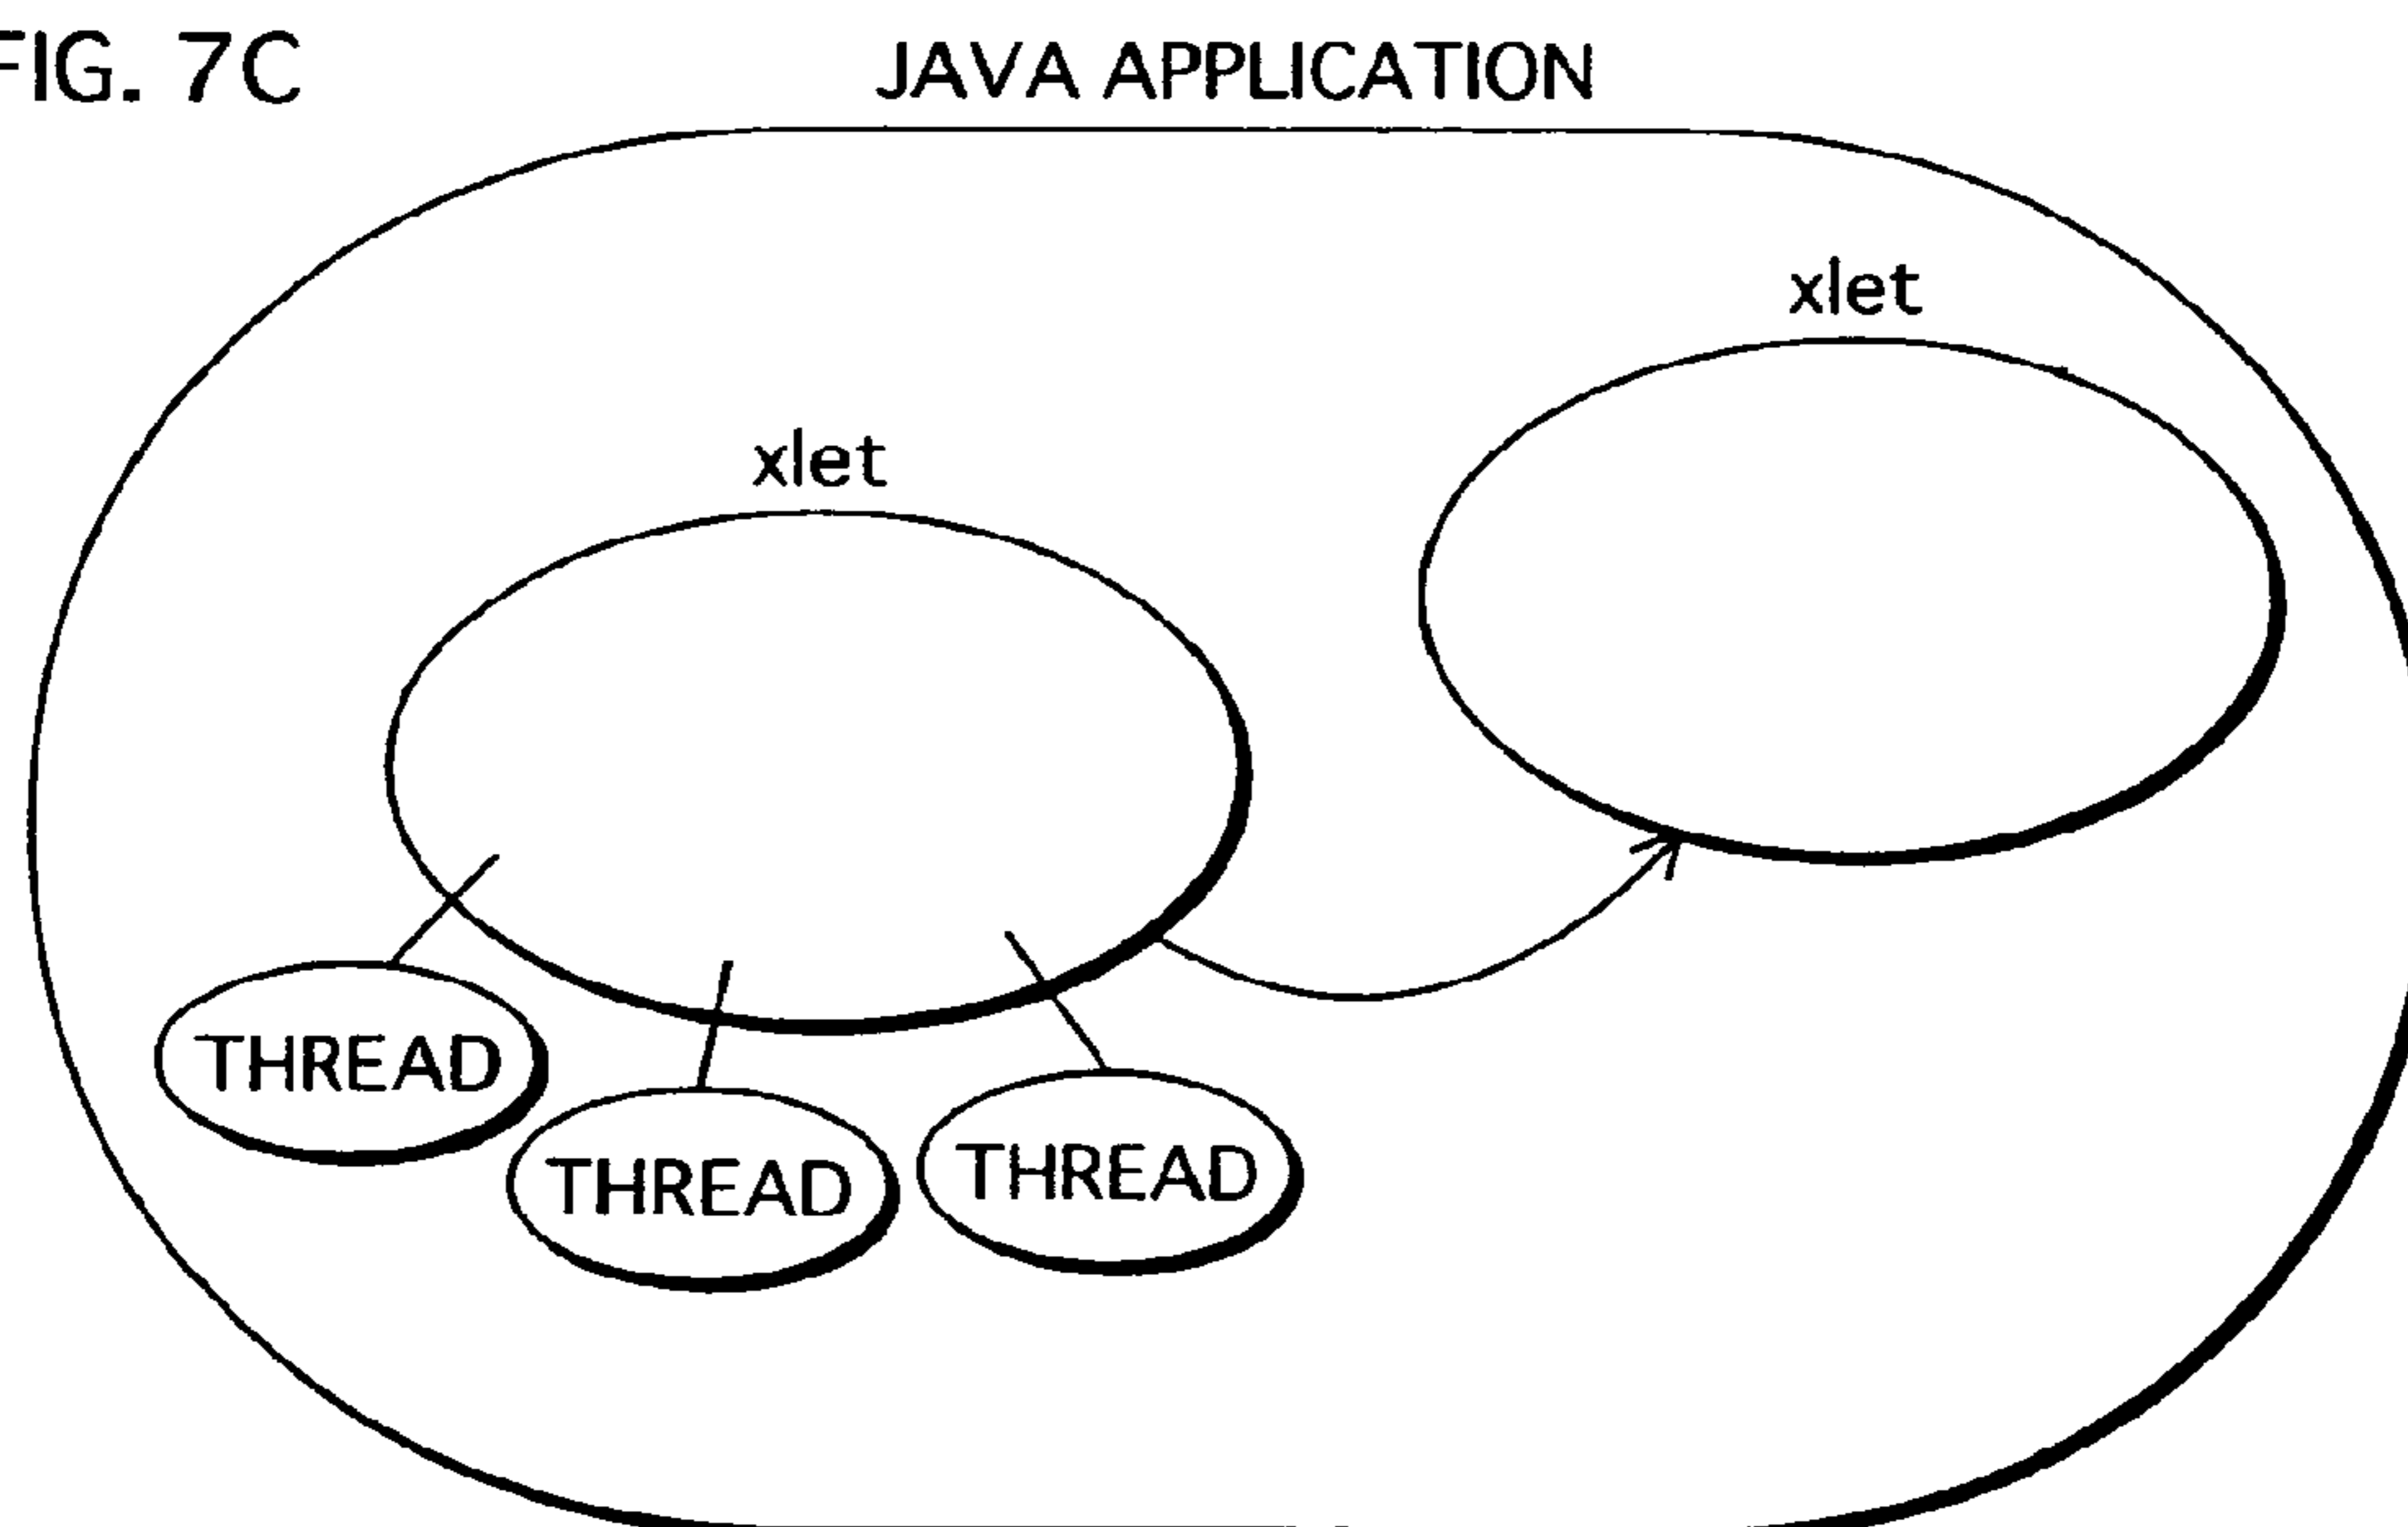 FIG. 7C
JAVA APPLICATION
xlet
xlet
THREAD
THREAD
THREAD